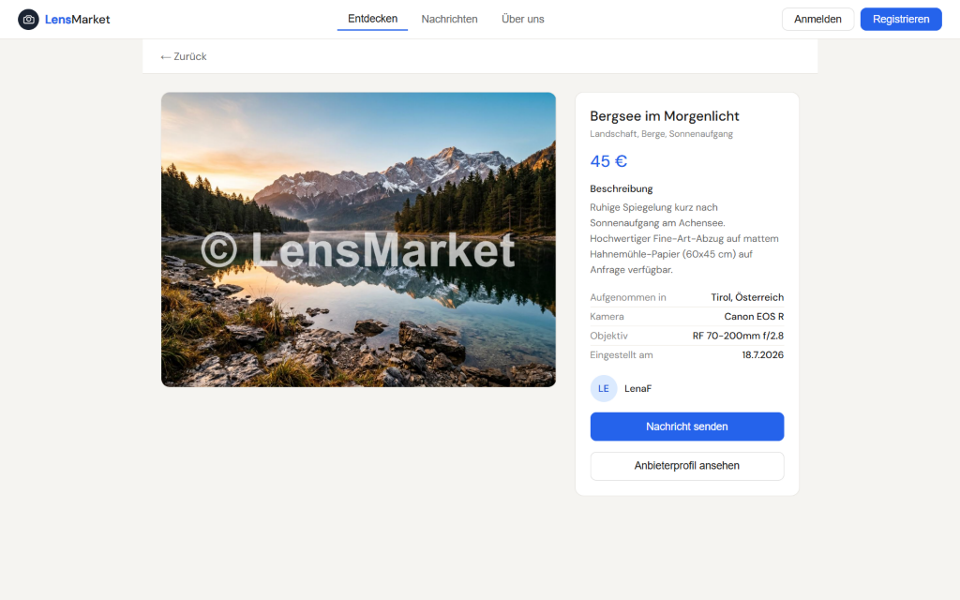 LensMarket
Entdecken
Nachrichten
Über uns
Anmelden
Registrieren
← Zurück
© LensMarket
Bergsee im Morgenlicht
Landschaft, Berge, Sonnenaufgang
45 €
Beschreibung
Ruhige Spiegelung kurz nach
Sonnenaufgang am Achensee.
Hochwertiger Fine-Art-Abzug auf mattem
Hahnemühle-Papier (60x45 cm) auf
Anfrage verfügbar.
Aufgenommen in Tirol, Österreich
Kamera Canon EOS R
Objektiv RF 70-200mm f/2.8
Eingestellt am 18.7.2026
LE LenaF
Nachricht senden
Anbieterprofil ansehen